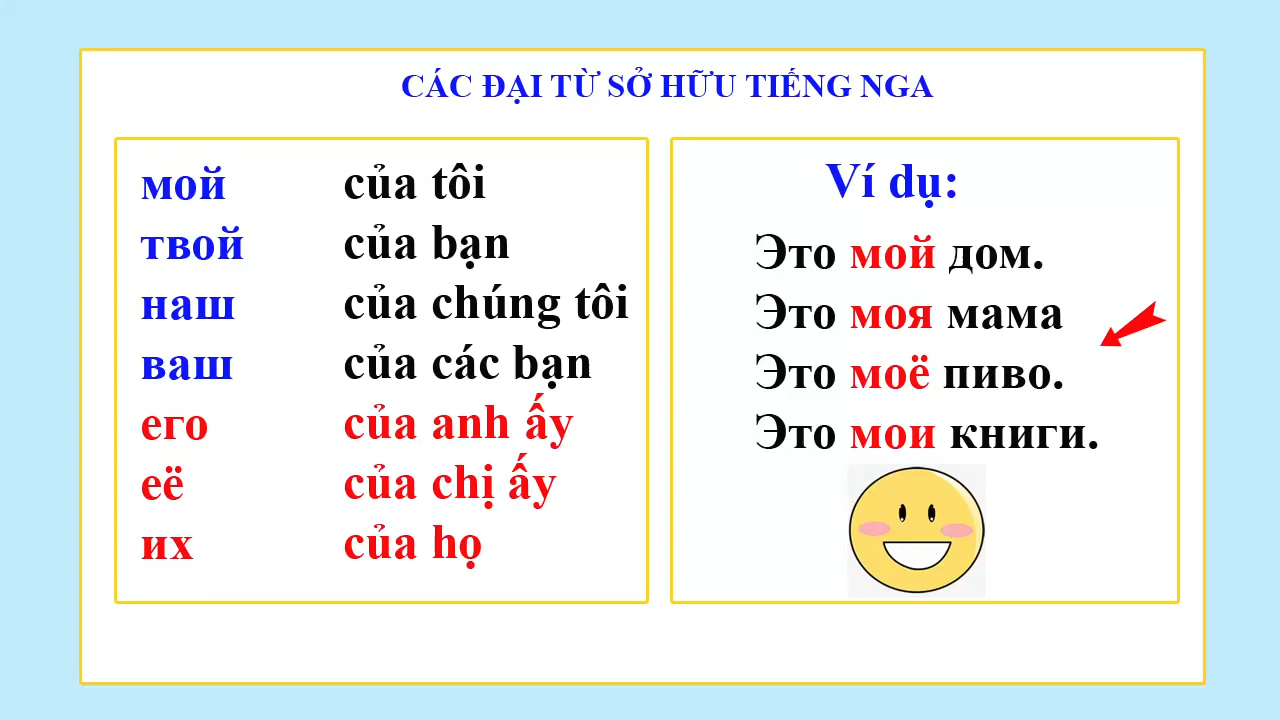 CÁC ĐẠI TỪ SỞ HỮU TIẾNG NGA
мой của tôi
твой của bạn
наш của chúng tôi
ваш của các bạn
его của anh ấy
её của chị ấy
их của họ
Ví dụ:
Это мой дом.
Это моя мама
Это моё пиво.
Это мои книги.